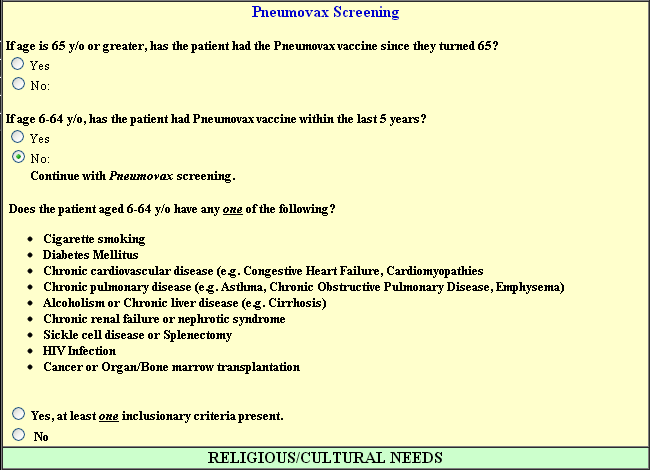 Pneumovax Screening
If age is 65 y/o or greater, has the patient had the Pneumovax vaccine since they turned 65?
Yes
No:
If age 6-64 y/o, has the patient had Pneumovax vaccine within the last 5 years?
Yes
No:
Continue with Pneumovax screening.
Does the patient aged 6-64 y/o have any one of the following?
• Cigarette smoking
• Diabetes Mellitus
• Chronic cardiovascular disease (e.g. Congestive Heart Failure, Cardiomyopathies
• Chronic pulmonary disease (e.g. Asthma, Chronic Obstructive Pulmonary Disease, Emphysema)
• Alcoholism or Chronic liver disease (e.g. Cirrhosis)
• Chronic renal failure or nephrotic syndrome
• Sickle cell disease or Splenectomy
• HIV Infection
• Cancer or Organ/Bone marrow transplantation
Yes, at least one inclusionary criteria present.
No
RELIGIOUS/CULTURAL NEEDS